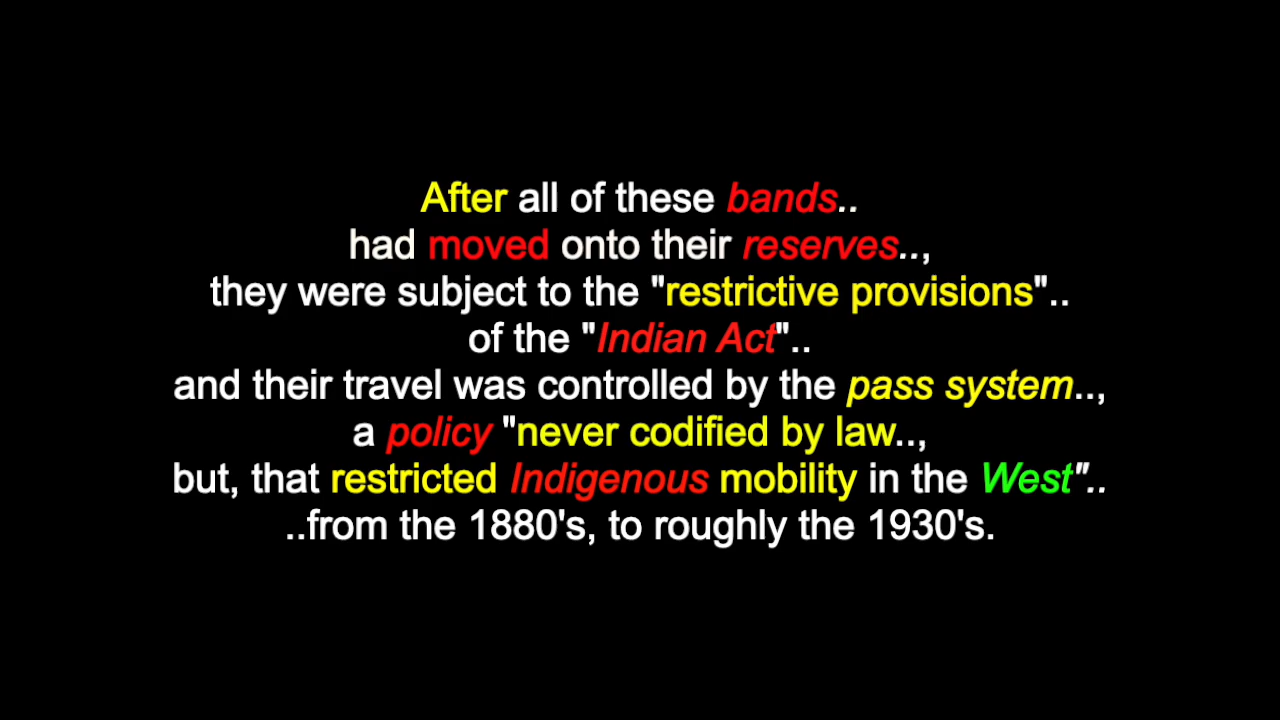 After all of these bands..
had moved onto their reserves..,
they were subject to the "restrictive provisions"..
of the "Indian Act"..
and their travel was controlled by the pass system..,
a policy "never codified by law..,
but, that restricted Indigenous mobility in the West"..
..from the 1880's, to roughly the 1930's.